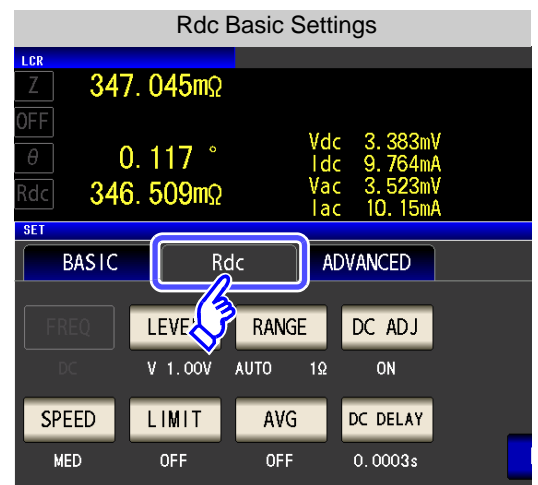 Rdc Basic Settings
LCR
Z 347.045mΩ
OFF
Vdc 3.383mV
θ 0.117 ° Idc 9.764mA
Vac 3.523mV
Rdc 346.509mΩ Iac 10.15mA
SET
BASIC Rdc ADVANCED
FREQ LEVEL RANGE DC ADJ
DC V 1.00V AUTO 1Ω ON
SPEED LIMIT AVG DC DELAY
MED OFF OFF 0.0003s